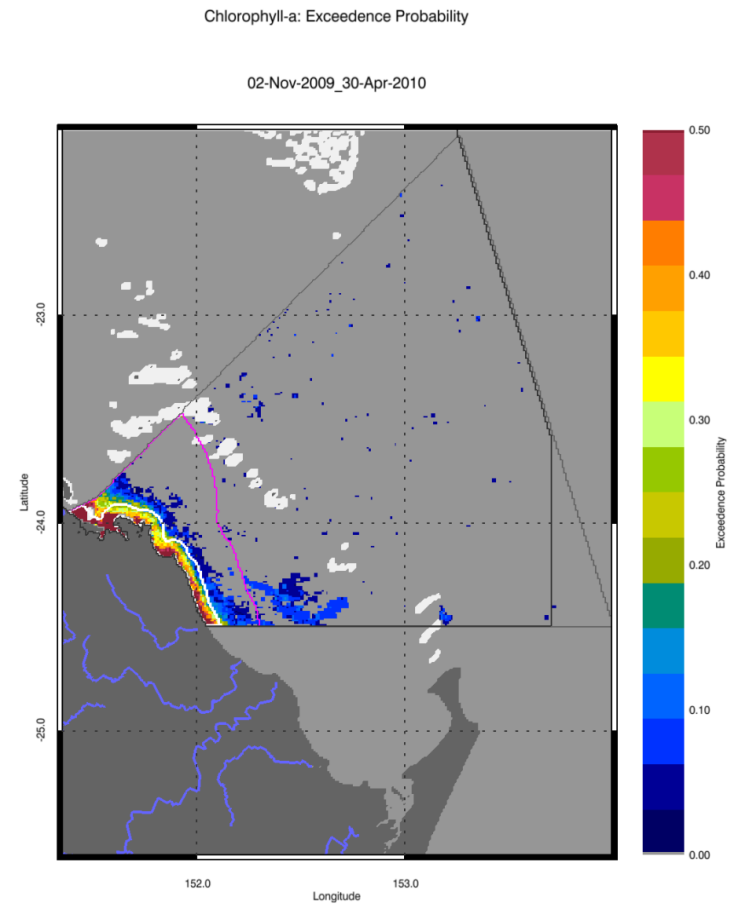 Chlorophyll-a: Exceedence Probability
02-Nov-2009_30-Apr-2010
0.50
0.40
0.30
0.20
0.10
0.00
Exceedence Probability
-23.0
-24.0
-25.0
Latitude
152.0 153.0
Longitude